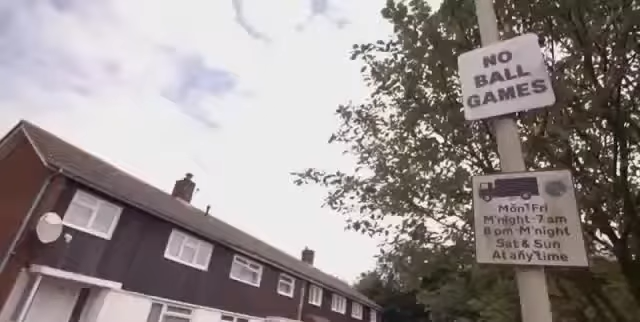 NO
BALL
GAMES
Mon-Fri
M'night-7am
8pm-M'night
Sat & Sun
At any time